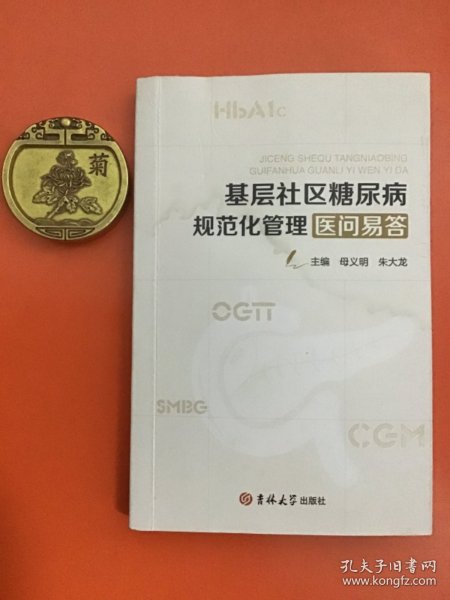 菊
HbA1c
JICENG SHEQU TANGNIAOBING
GUIFANHUA GUANLI YI WEN YI DA
基层社区糖尿病
规范化管理 医问易答
主编 母义明 朱大龙
OGTT
SMBG
CGM
吉林大学出版社
孔夫子旧书网
www.kongfz.com